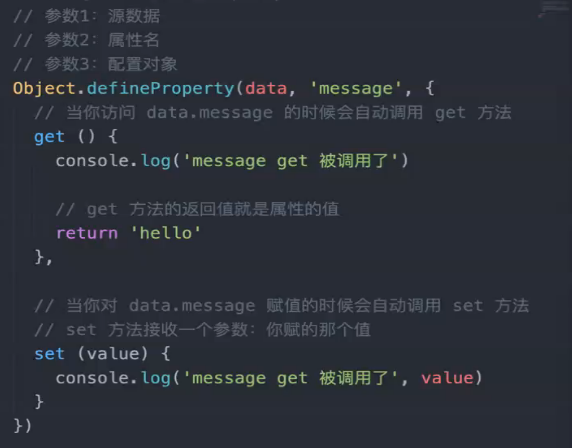 // 参数1: 源数据
// 参数2: 属性名
// 参数3: 配置对象
Object.defineProperty(data, 'message', {
  // 当你访问 data.message 的时候会自动调用 get 方法
  get () {
    console.log('message get 被调用了')

    // get 方法的返回值就是属性的值
    return 'hello'
  },

  // 当你对 data.message 赋值的时候会自动调用 set 方法
  // set 方法接收一个参数: 你赋的那个值
  set (value) {
    console.log('message get 被调用了', value)
  }
})